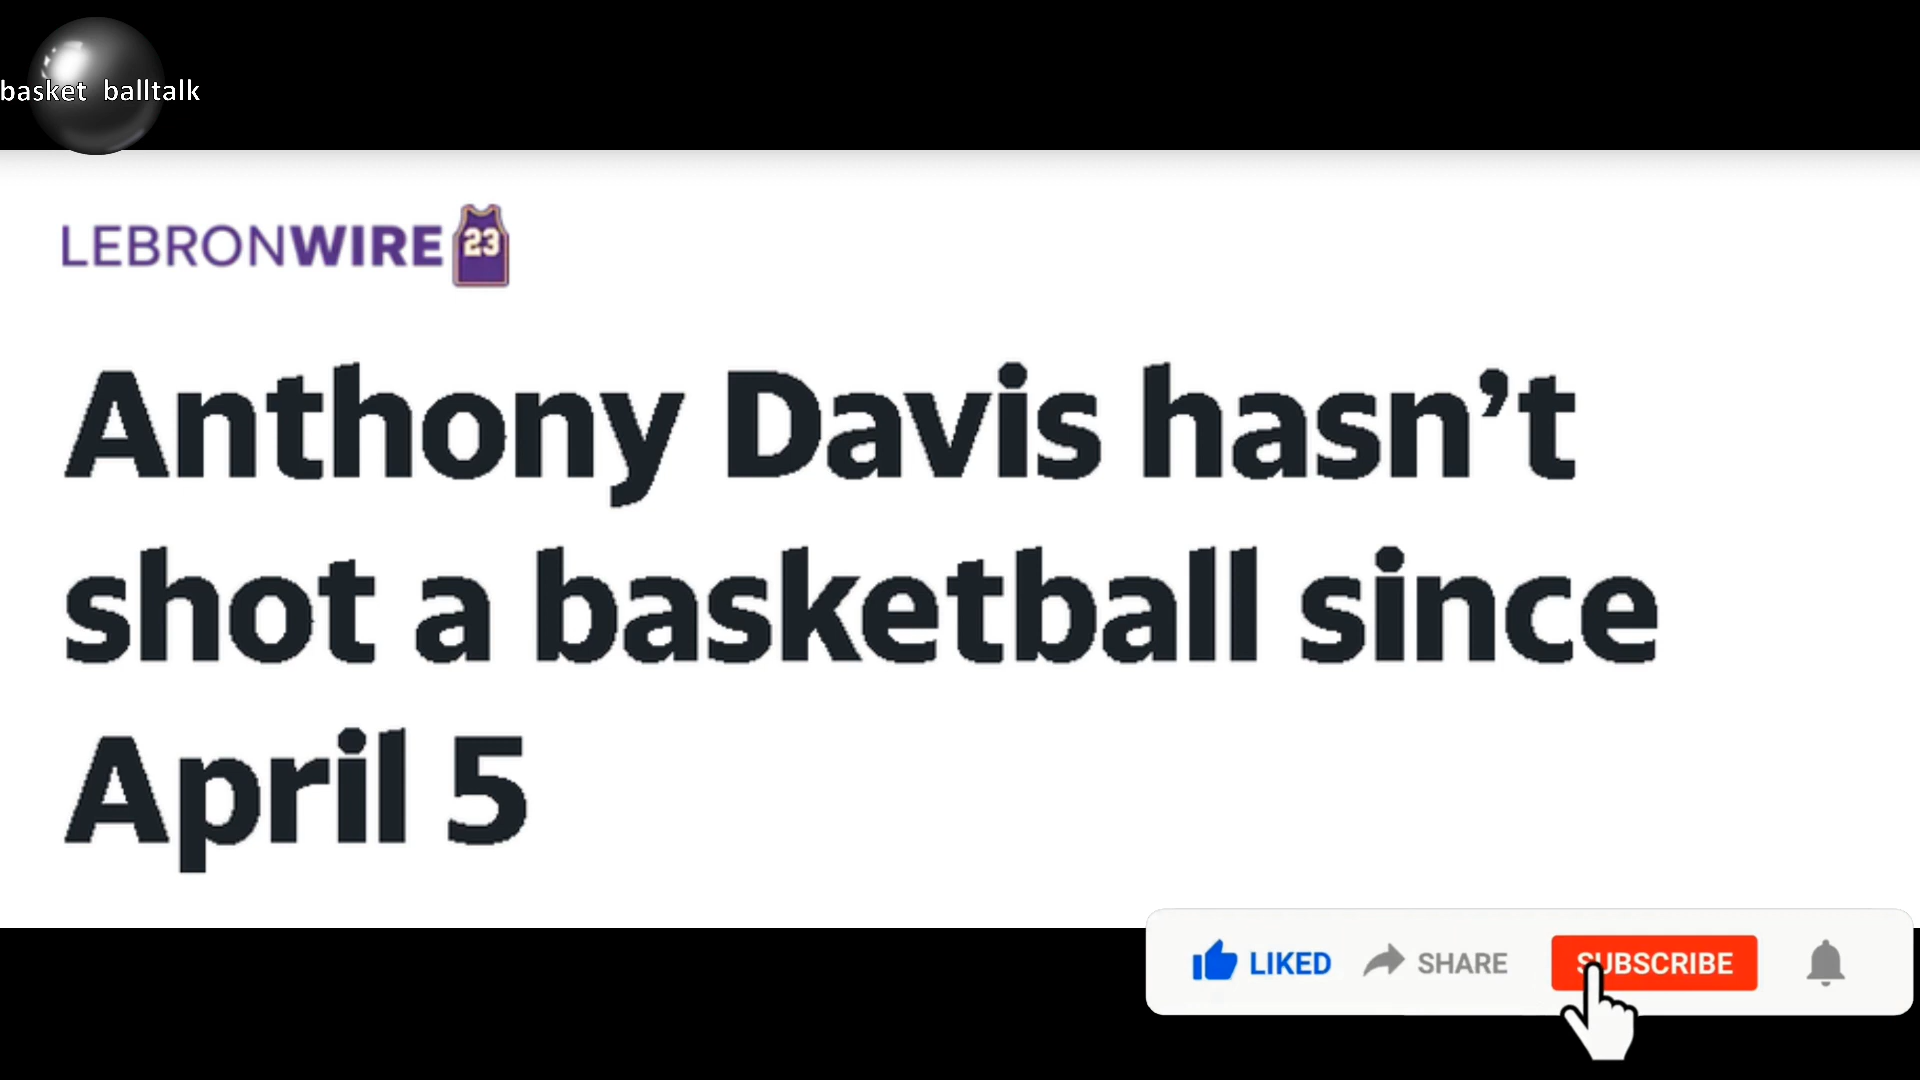 basket balltalk
LEBRONWIRE 23
Anthony Davis hasn’t
shot a basketball since
April 5
LIKED SHARE SUBSCRIBE